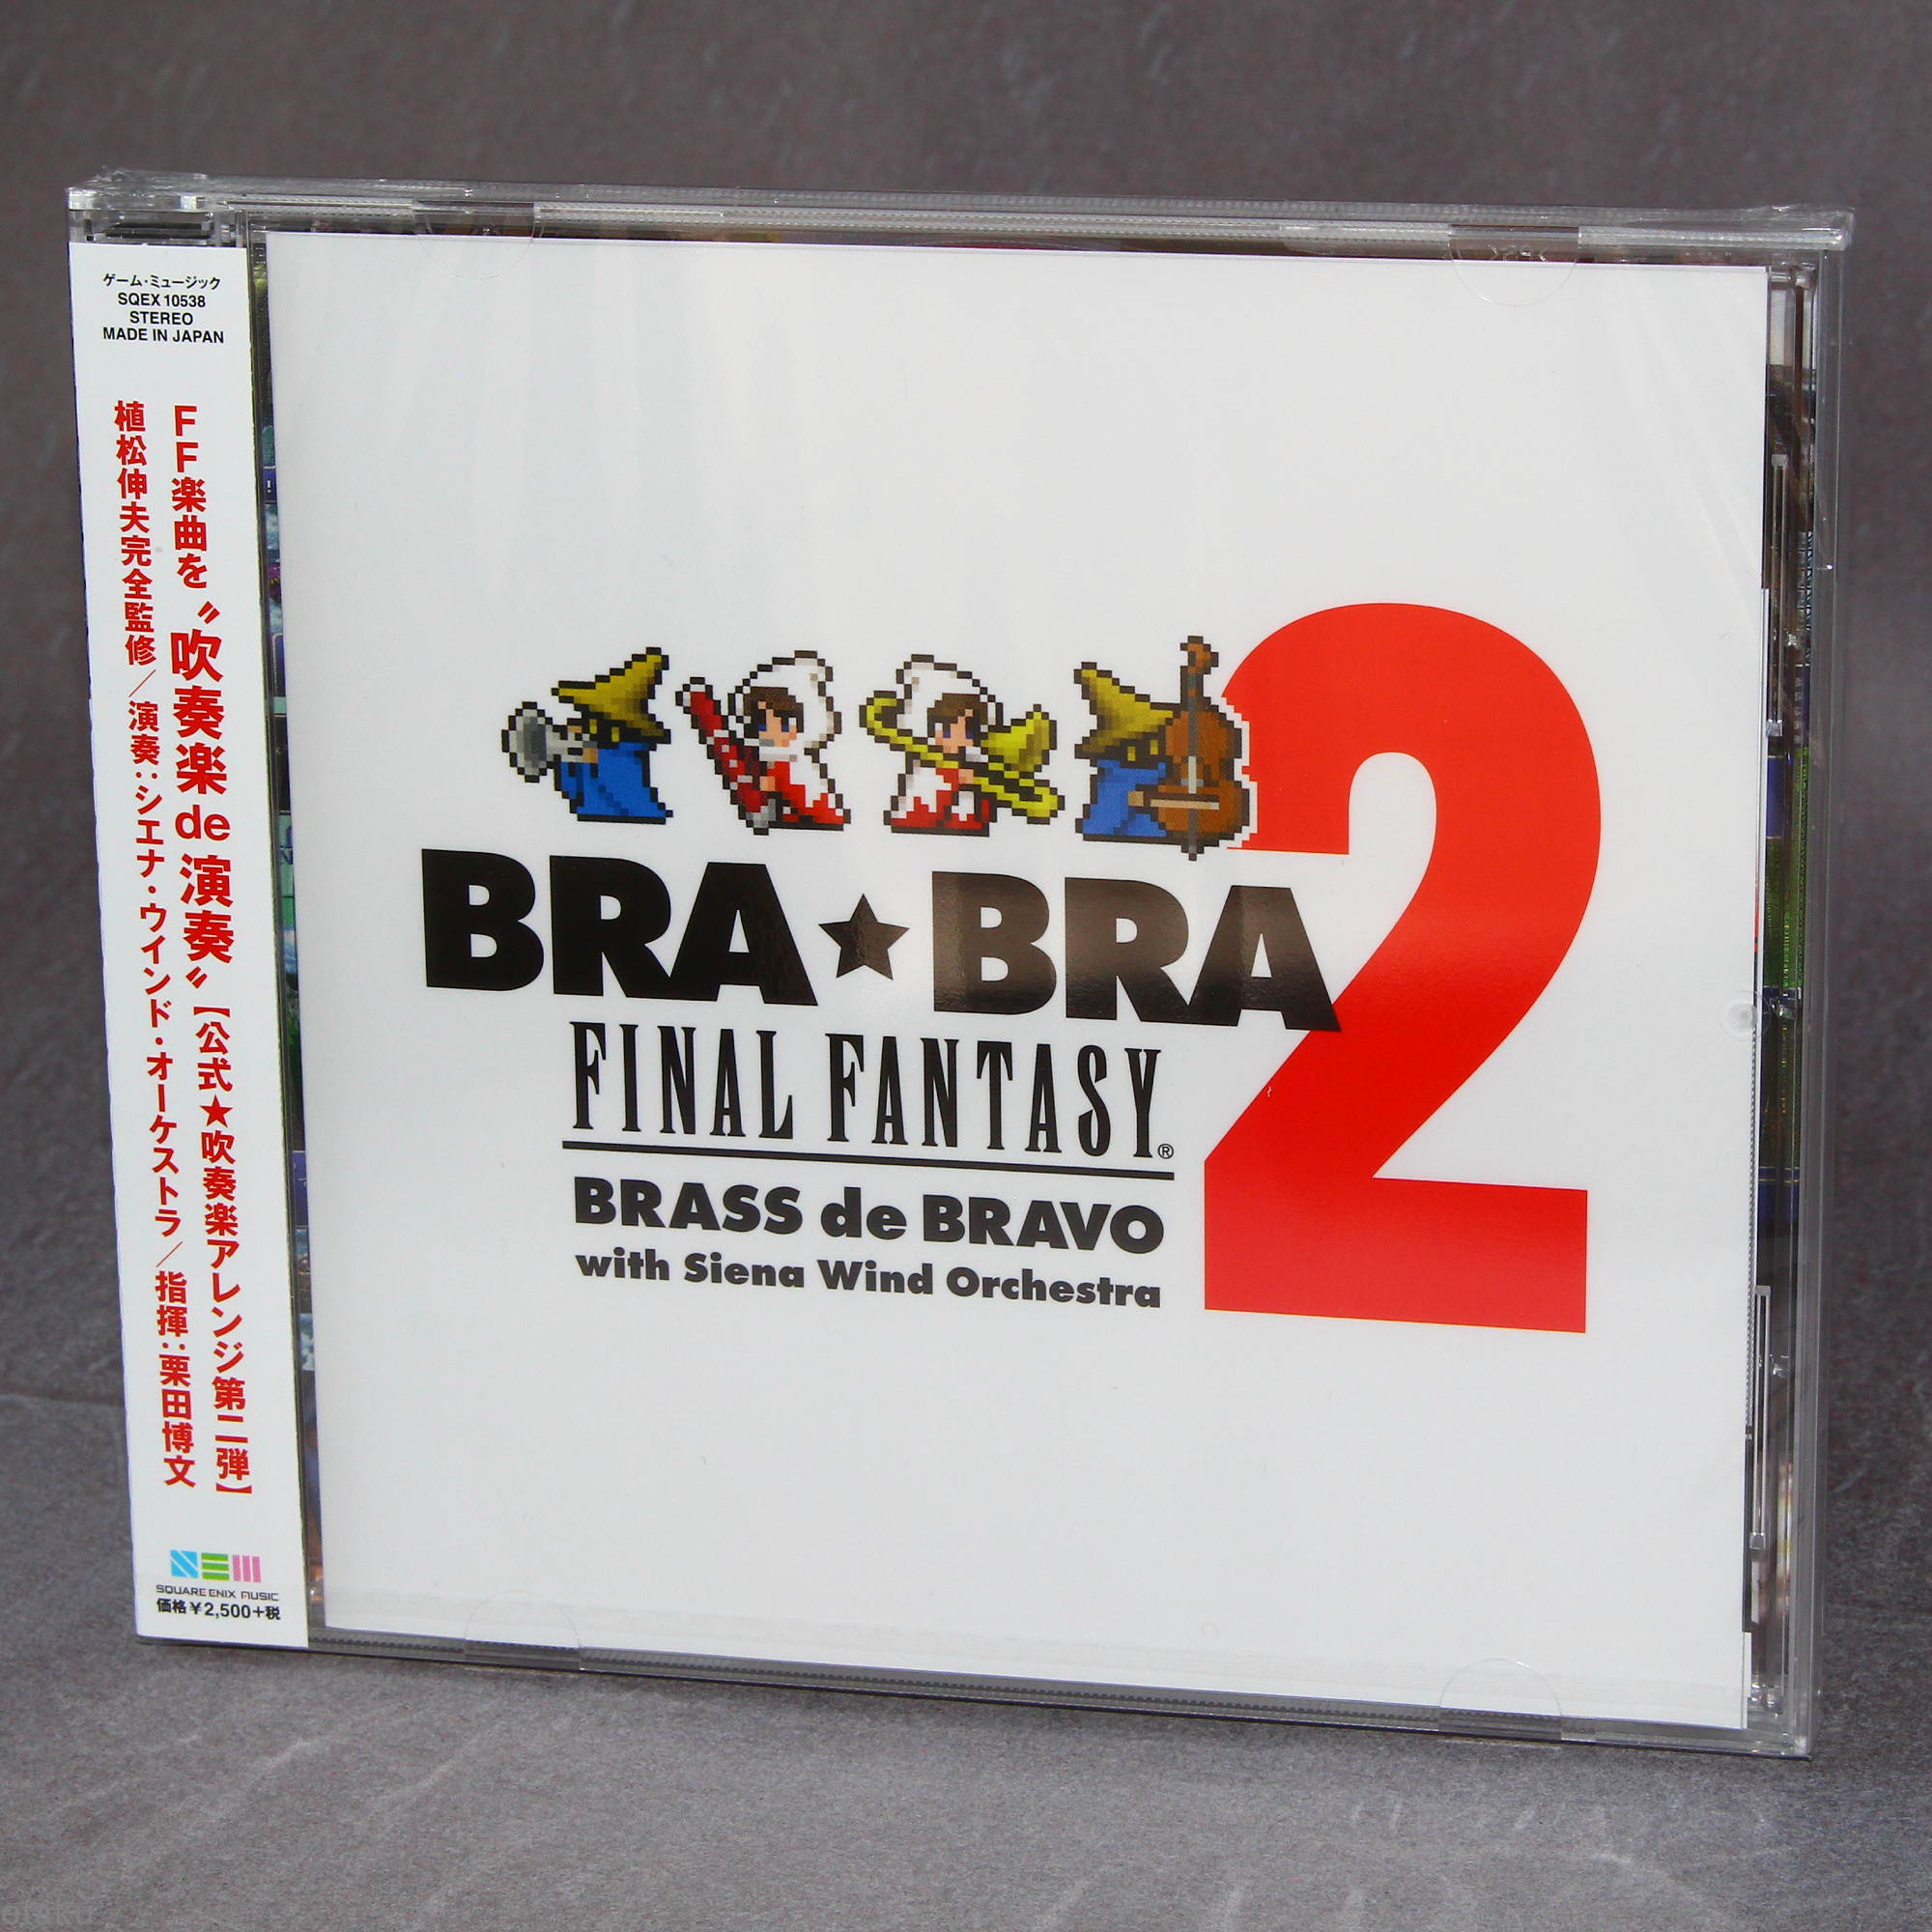 ゲーム・ミュージック
SQEX 10538
STEREO
MADE IN JAPAN
FF楽曲を〝吹奏楽de演奏〟【公式★吹奏楽アレンジ第二弾】
植松伸夫完全監修／演奏：シエナ・ウインド・オーケストラ／指揮：栗田博文
SQUARE ENIX MUSIC
価格¥2,500+税
BRA★BRA
2
FINAL FANTASY®
BRASS de BRAVO
with Siena Wind Orchestra
otaku